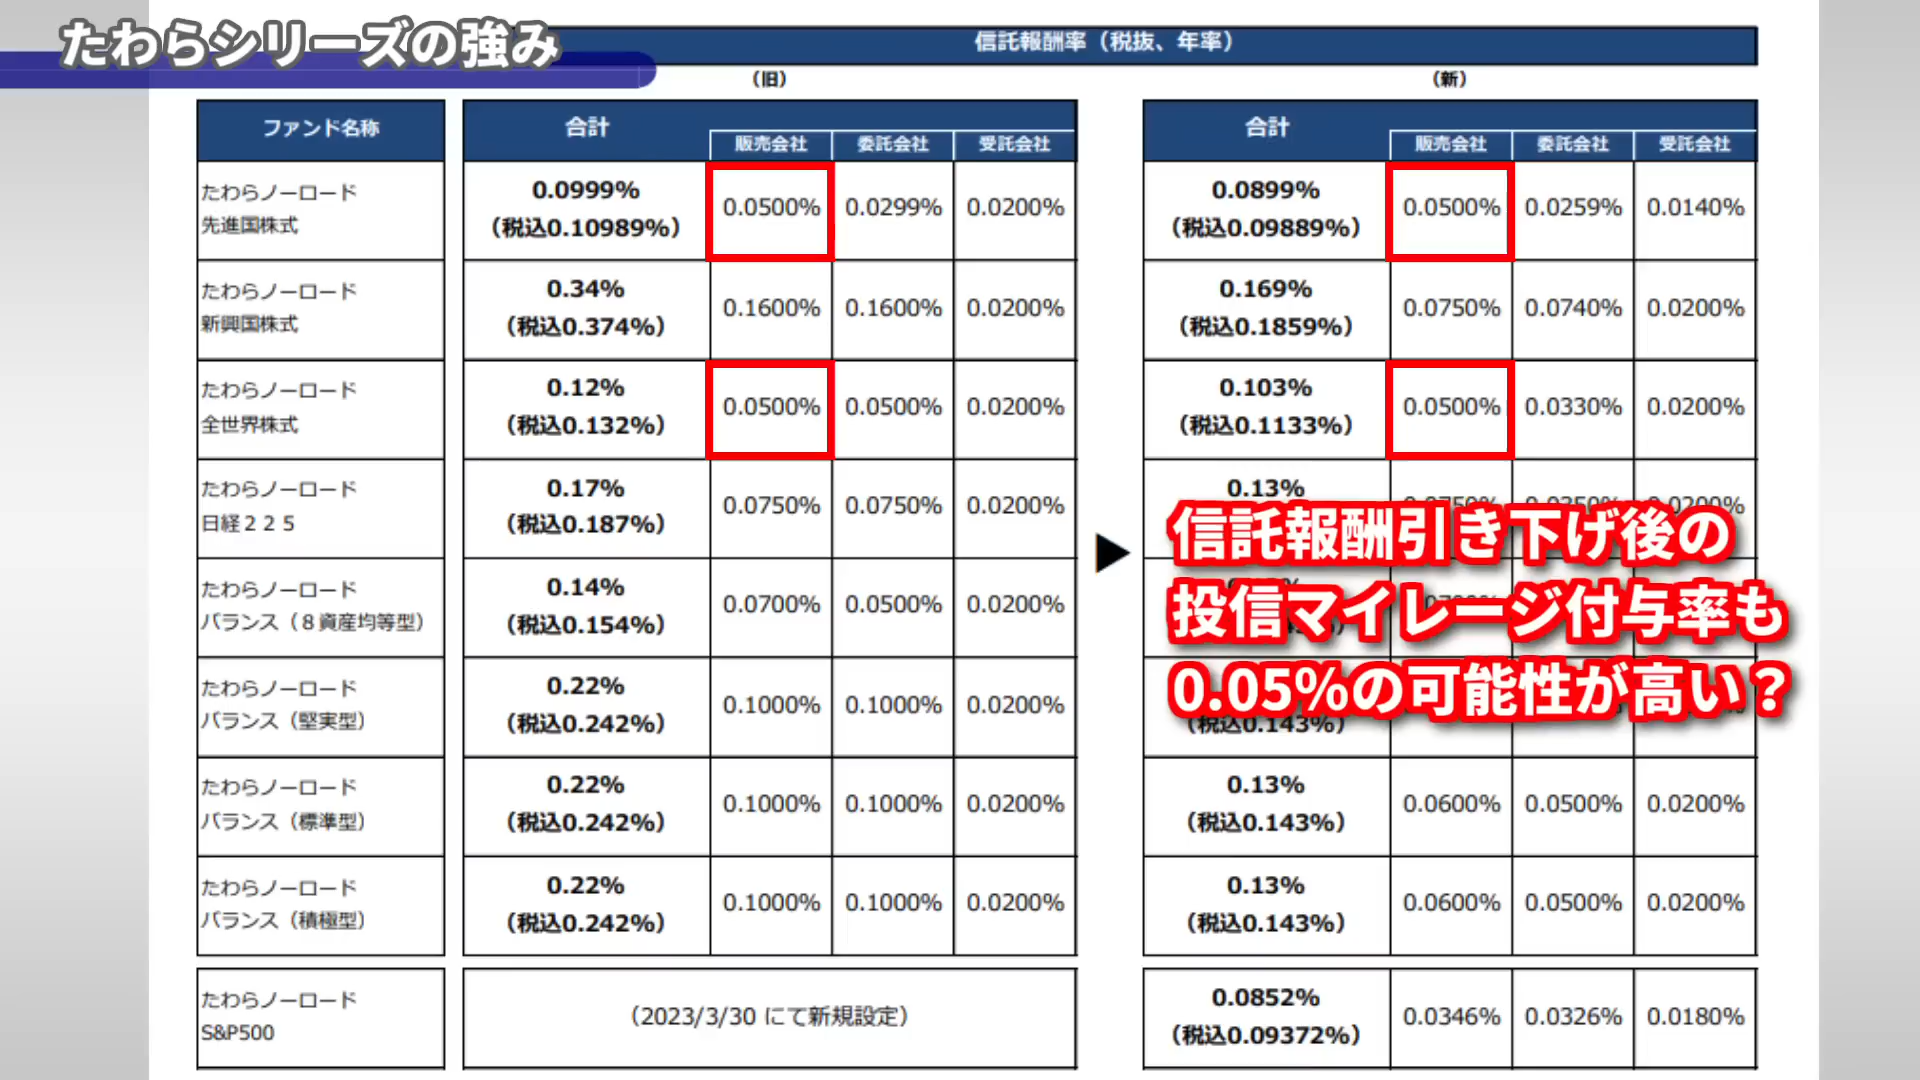 たわらシリーズの強み
信託報酬率（税抜、年率）
（旧）
（新）
ファンド名称
合計
販売会社
委託会社
受託会社
合計
販売会社
委託会社
受託会社
たわらノーロード
先進国株式
0.0999%
（税込0.10989%）
0.0500%
0.0299%
0.0200%
0.0899%
（税込0.09889%）
0.0500%
0.0259%
0.0140%
たわらノーロード
新興国株式
0.34%
（税込0.374%）
0.1600%
0.1600%
0.0200%
0.169%
（税込0.1859%）
0.0750%
0.0740%
0.0200%
たわらノーロード
全世界株式
0.12%
（税込0.132%）
0.0500%
0.0500%
0.0200%
0.103%
（税込0.1133%）
0.0500%
0.0330%
0.0200%
たわらノーロード
日経２２５
0.17%
（税込0.187%）
0.0750%
0.0750%
0.0200%
0.13%
信託報酬引き下げ後の
投信マイレージ付与率も
0.05%の可能性が高い？
たわらノーロード
バランス（８資産均等型）
0.14%
（税込0.154%）
0.0700%
0.0500%
0.0200%
たわらノーロード
バランス（堅実型）
0.22%
（税込0.242%）
0.1000%
0.1000%
0.0200%
（税込0.143%）
たわらノーロード
バランス（標準型）
0.22%
（税込0.242%）
0.1000%
0.1000%
0.0200%
0.13%
（税込0.143%）
0.0600%
0.0500%
0.0200%
たわらノーロード
バランス（積極型）
0.22%
（税込0.242%）
0.1000%
0.1000%
0.0200%
0.13%
（税込0.143%）
0.0600%
0.0500%
0.0200%
たわらノーロード
S&P500
（2023/3/30 にて新規設定）
0.0852%
（税込0.09372%）
0.0346%
0.0326%
0.0180%